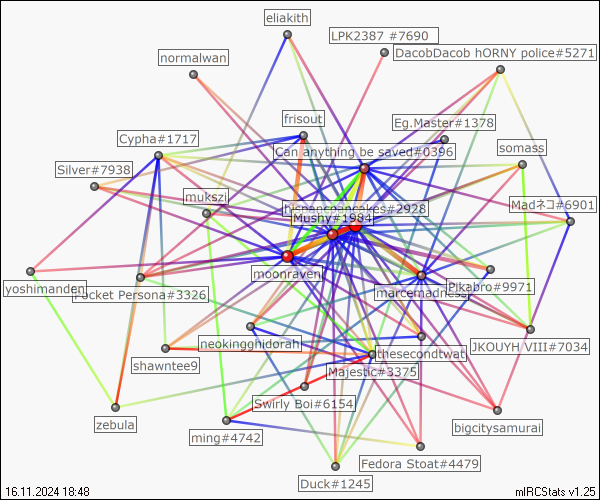 eliakith
LPK2387 #7690
DacobDacob hORNY police#5271
normalwan
frisout
Eg.Master#1378
Cypha#1717
Can anything be saved#0396
somass
Silver#7938
mukszi
Mushy#1984
#2928
Madネコ#6901
moonraven
yoshmanden
Pocket Persona#3326
marcemadness
Pikabro#9971
neokingghidorah
thesecondtwat
JKOUYH VIII#7034
shawntee9
Majestic#3375
Swirly Boi#6154
zebula
ming#4742
bigcitysamurai
Fedora Stoat#4479
Duck#1245
16.11.2024 18:48
mIRCStats v1.25